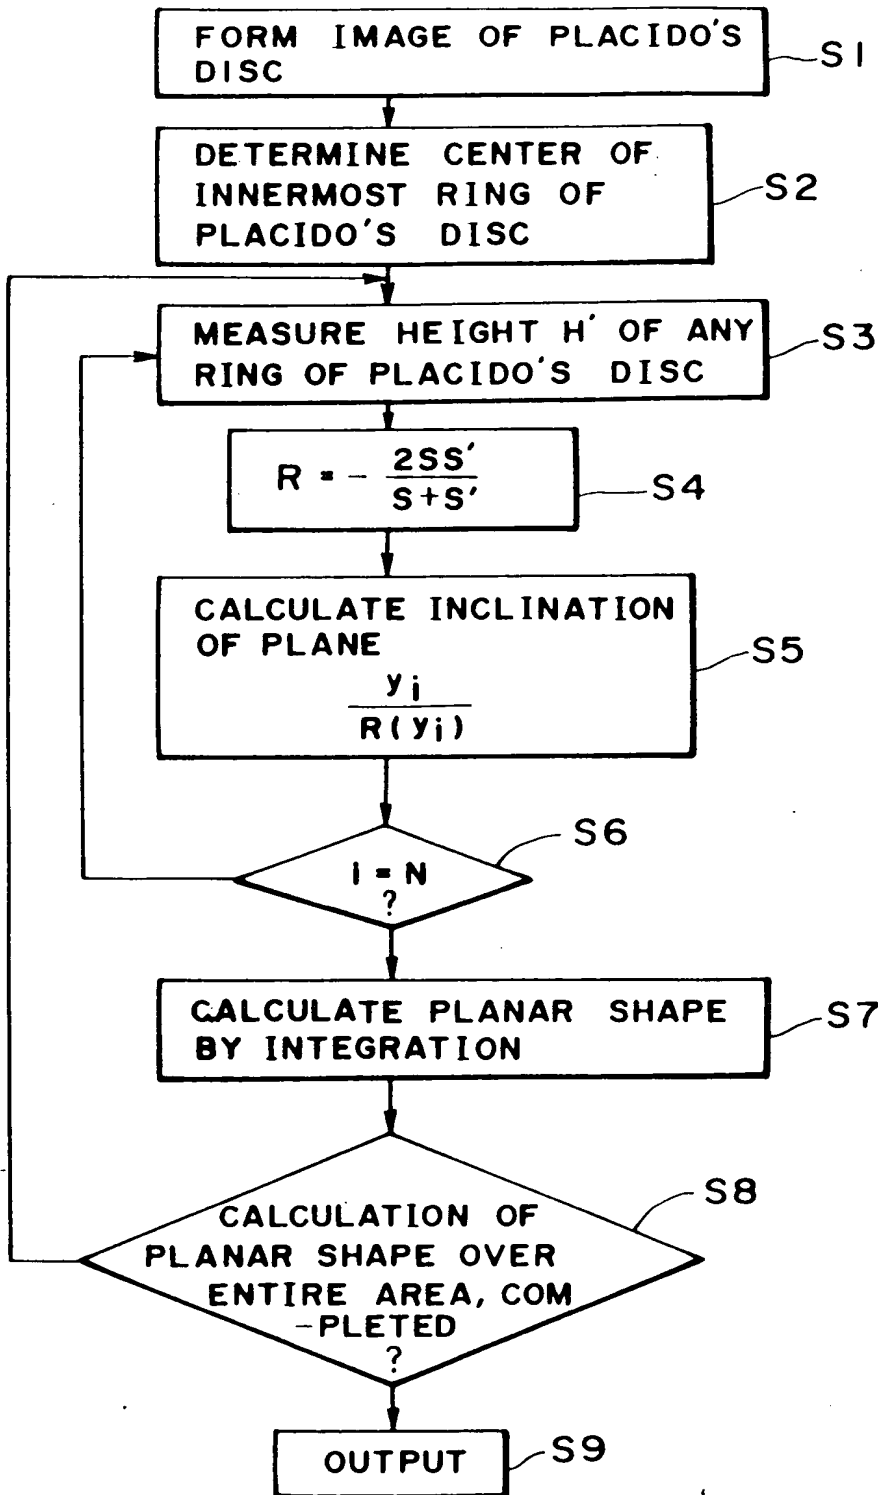 FORM IMAGE OF PLACIDO'S
DISC
S1
DETERMINE CENTER OF
INNERMOST RING OF
PLACIDO'S DISC
S2
MEASURE HEIGHT H' OF ANY
RING OF PLACIDO'S DISC
S3
R = - 2SS' / S+S'
S4
CALCULATE INCLINATION
OF PLANE
yi
R(yi)
S5
i = N
?
S6
CALCULATE PLANAR SHAPE
BY INTEGRATION
S7
CALCULATION OF
PLANAR SHAPE OVER
ENTIRE AREA, COM
-PLETED
?
S8
OUTPUT
S9